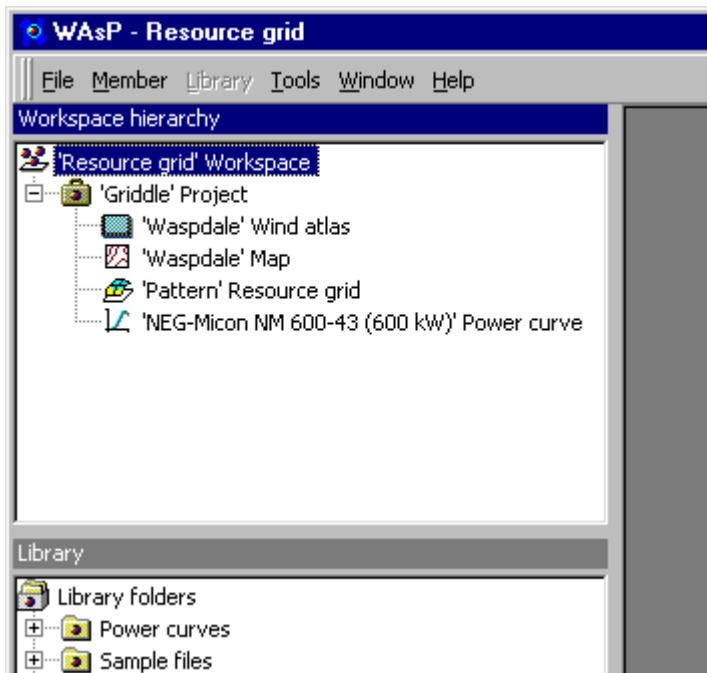 WAsP - Resource grid
File Member Library Tools Window Help
Workspace hierarchy
'Resource grid' Workspace
'Griddle' Project
'Waspdale' Wind atlas
'Waspdale' Map
'Pattern' Resource grid
'NEG-Micon NM 600-43 (600 kW)' Power curve
Library
Library folders
Power curves
Sample files